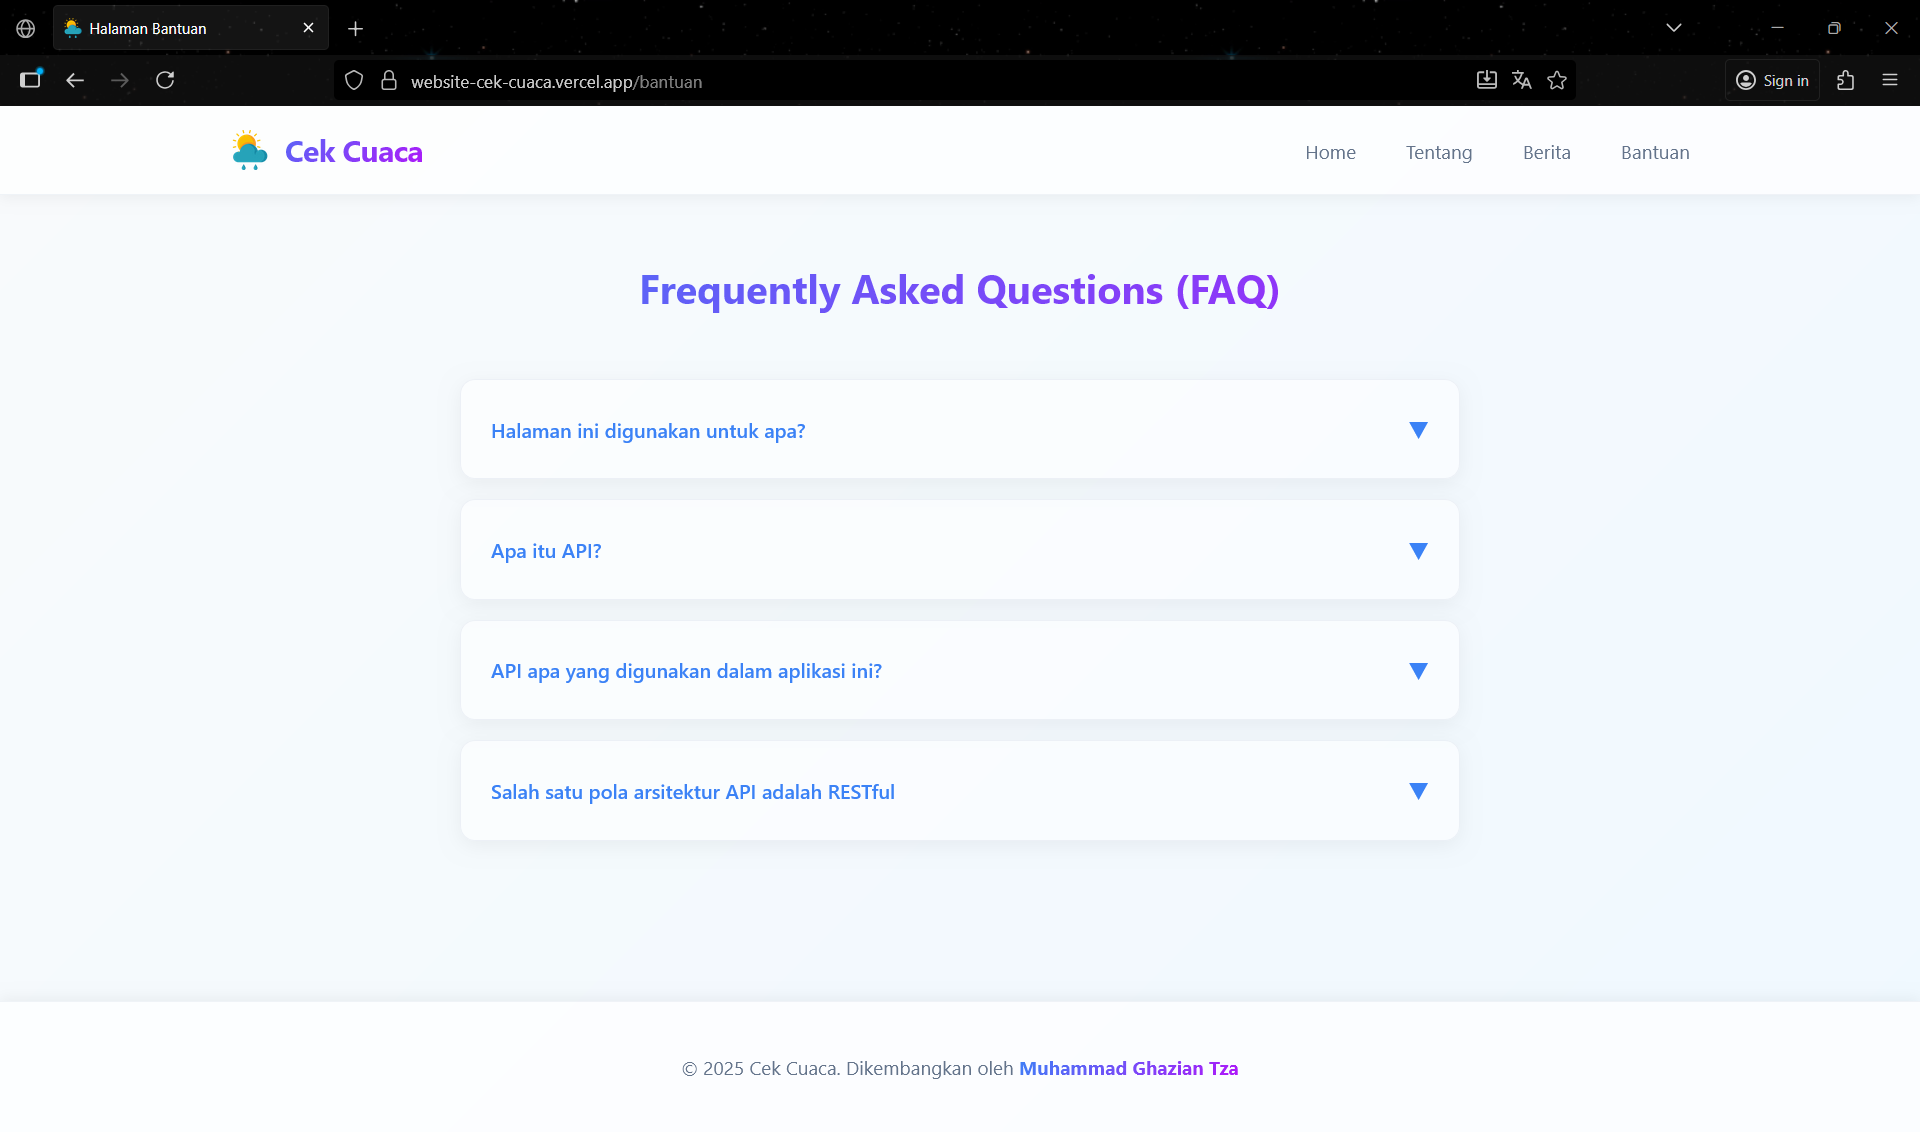 Halaman Bantuan
website-cek-cuaca.vercel.app/bantuan
Sign in
Cek Cuaca
Home
Tentang
Berita
Bantuan
Frequently Asked Questions (FAQ)
Halaman ini digunakan untuk apa?
Apa itu API?
API apa yang digunakan dalam aplikasi ini?
Salah satu pola arsitektur API adalah RESTful
© 2025 Cek Cuaca. Dikembangkan oleh Muhammad Ghazian Tza